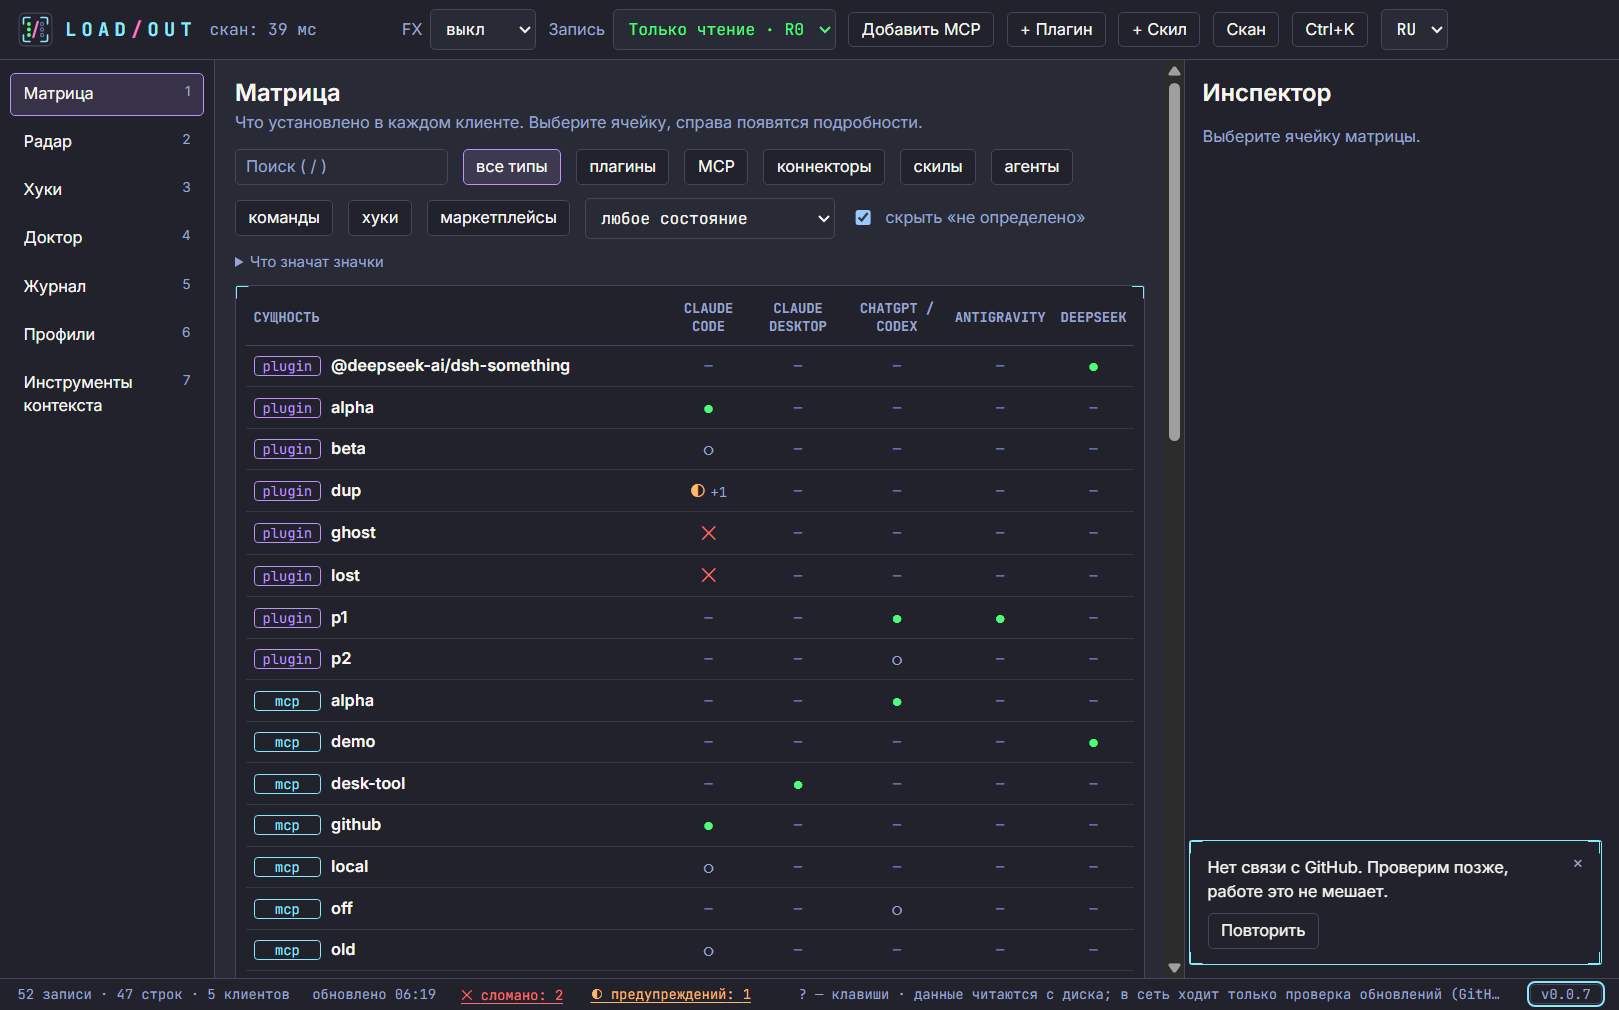 LOAD/OUT скан: 39 мс FX выкл Запись Только чтение · R0 Добавить MCP + Плагин + Скил Скан Ctrl+K RU
Матрица 1
Радар 2
Хуки 3
Доктор 4
Журнал 5
Профили 6
Инструменты контекста 7
Матрица
Что установлено в каждом клиенте. Выберите ячейку, справа появятся подробности.
Поиск ( / ) все типы плагины MCP коннекторы скилы агенты
команды хуки маркетплейсы любое состояние скрыть «не определено»
▶ Что значат значки
СУЩНОСТЬ CLAUDE CODE CLAUDE DESKTOP CHATGPT / CODEX ANTIGRAVITY DEEPSEEK
plugin @deepseek-ai/dsh-something – – – – ●
plugin alpha ● – – – –
plugin beta ○ – – – –
plugin dup ◐ +1 – – – –
plugin ghost ✕ – – – –
plugin lost ✕ – – – –
plugin p1 – – ● ● –
plugin p2 – – ○ – –
mcp alpha – – ● – –
mcp demo – – – – ●
mcp desk-tool – ● – – –
mcp github ● – – – –
mcp local ○ – – – –
mcp off – – ○ – –
mcp old ○ – – – –
Инспектор
Выберите ячейку матрицы.
Нет связи с GitHub. Проверим позже, ×
работе это не мешает.
Повторить
52 записи · 47 строк · 5 клиентов обновлено 06:19 ✕ сломано: 2 ◐ предупреждений: 1 ? — клавиши · данные читаются с диска; в сеть ходит только проверка обновлений (GitH… v0.0.7